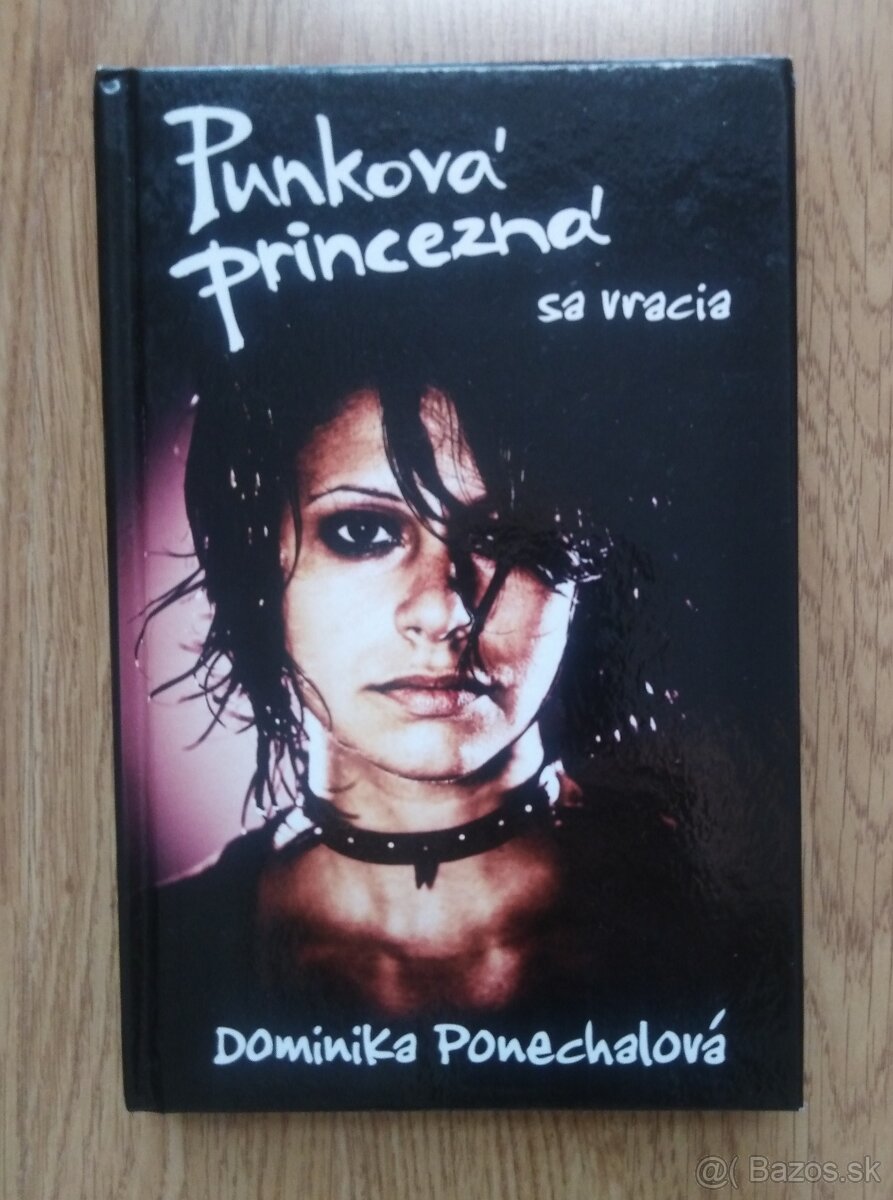 Punková
princezná
sa vracia
Dominika Ponechalová
@( Bazos.sk